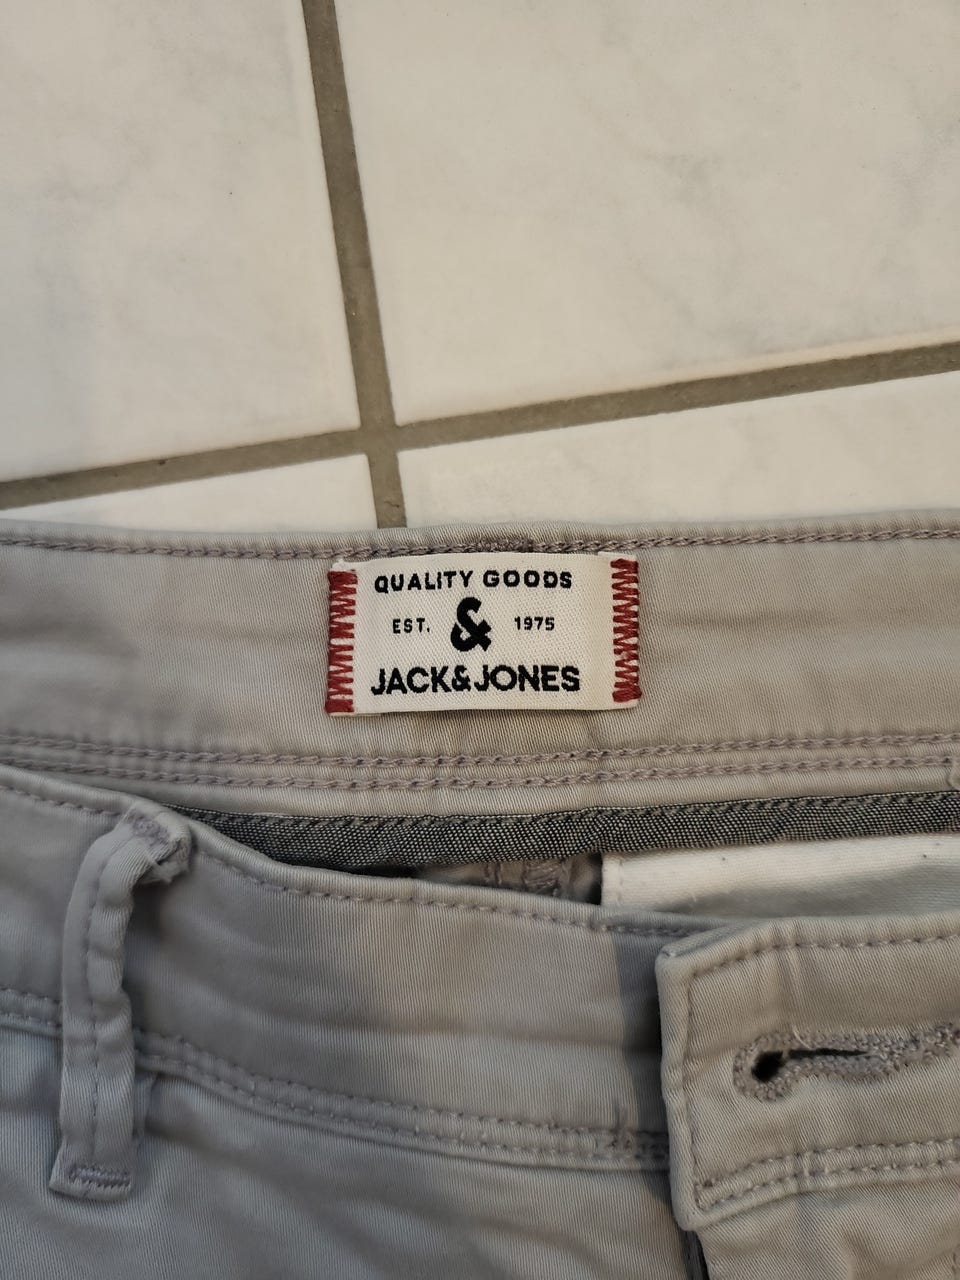 QUALITY GOODS
EST. & 1975
JACK&JONES